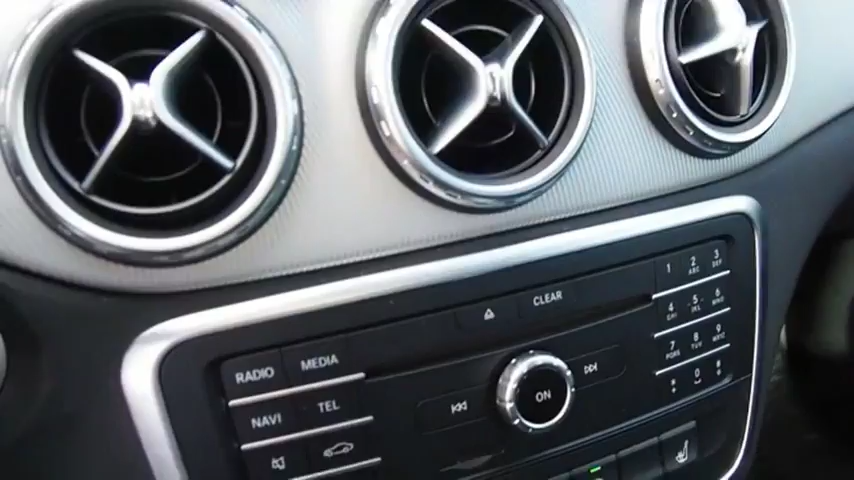 1 2 ABC 3 DEF
CLEAR
4 GHI 5 JKL 6 MNO
RADIO MEDIA
7 PQRS 8 TUV 9 WXYZ
ON
NAVI TEL
* 0 #